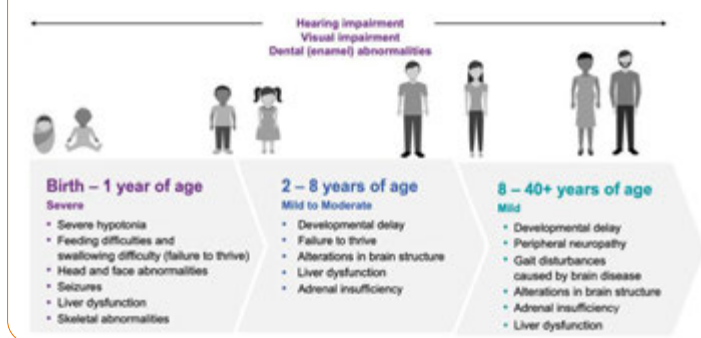 Hearing impairment
Visual impairment
Dental (enamel) abnormalities
Birth – 1 year of age
Severe
• Severe hypotonia
• Feeding difficulties and
swallowing difficulty (failure to thrive)
• Head and face abnormalities
• Seizures
• Liver dysfunction
• Skeletal abnormalities
2 – 8 years of age
Mild to Moderate
• Developmental delay
• Failure to thrive
• Alterations in brain structure
• Liver dysfunction
• Adrenal insufficiency
8 – 40+ years of age
Mild
• Developmental delay
• Peripheral neuropathy
• Gait disturbances
caused by brain disease
• Alterations in brain structure
• Adrenal insufficiency
• Liver dysfunction